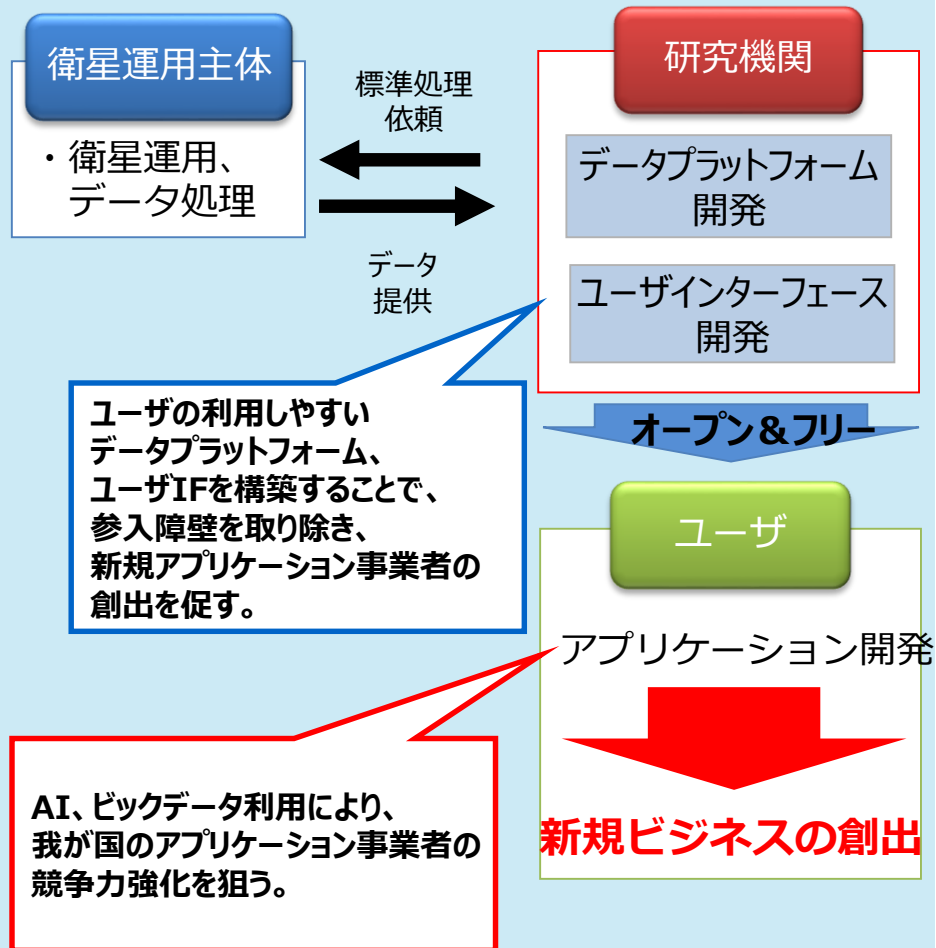 衛星運用主体
・衛星運用、
データ処理
標準処理
依頼
データ
提供
研究機関
データプラットフォーム
開発
ユーザインターフェース
開発
ユーザの利用しやすい
データプラットフォーム、
ユーザIFを構築することで、
参入障壁を取り除き、
新規アプリケーション事業者の
創出を促す。
オープン＆フリー
ユーザ
アプリケーション開発
新規ビジネスの創出
AI、ビックデータ利用により、
我が国のアプリケーション事業者の
競争力強化を狙う。